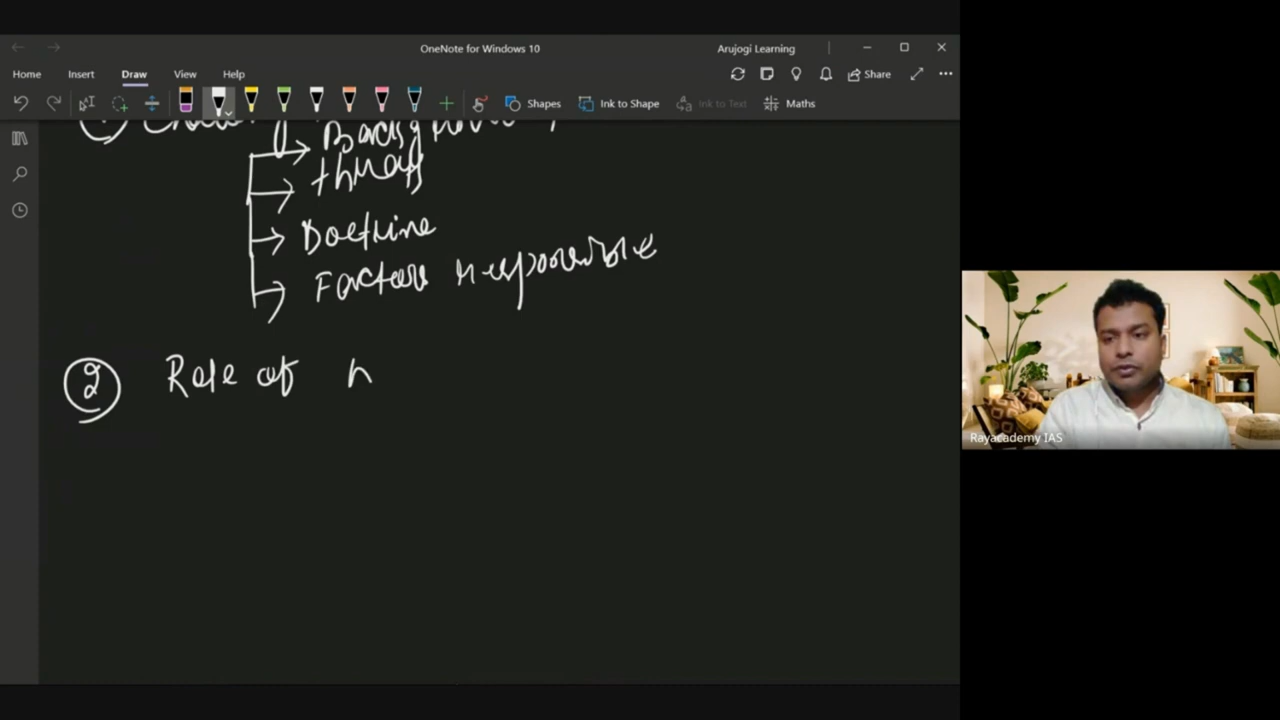 OneNote for Windows 10
Arujogi Learning
Home Insert Draw View Help
Share
Shapes Ink to Shape Ink to Text Maths
threats
Doctrine
Factors responsible
2 Role of
Rayacademy IAS